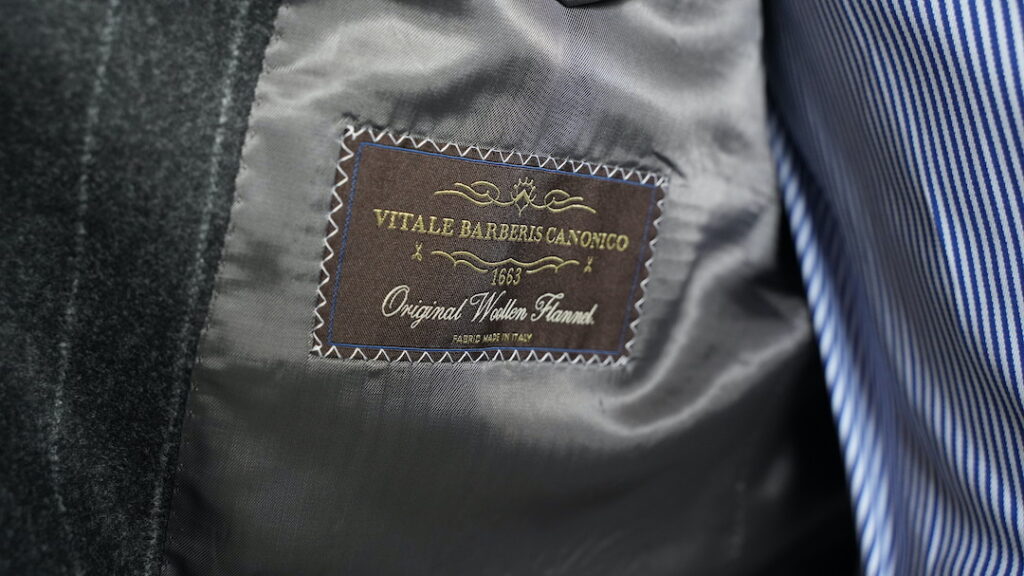 VITALE BARBERIS CANONICO
1663
Original Woollen Flannel
FABRIC MADE IN ITALY